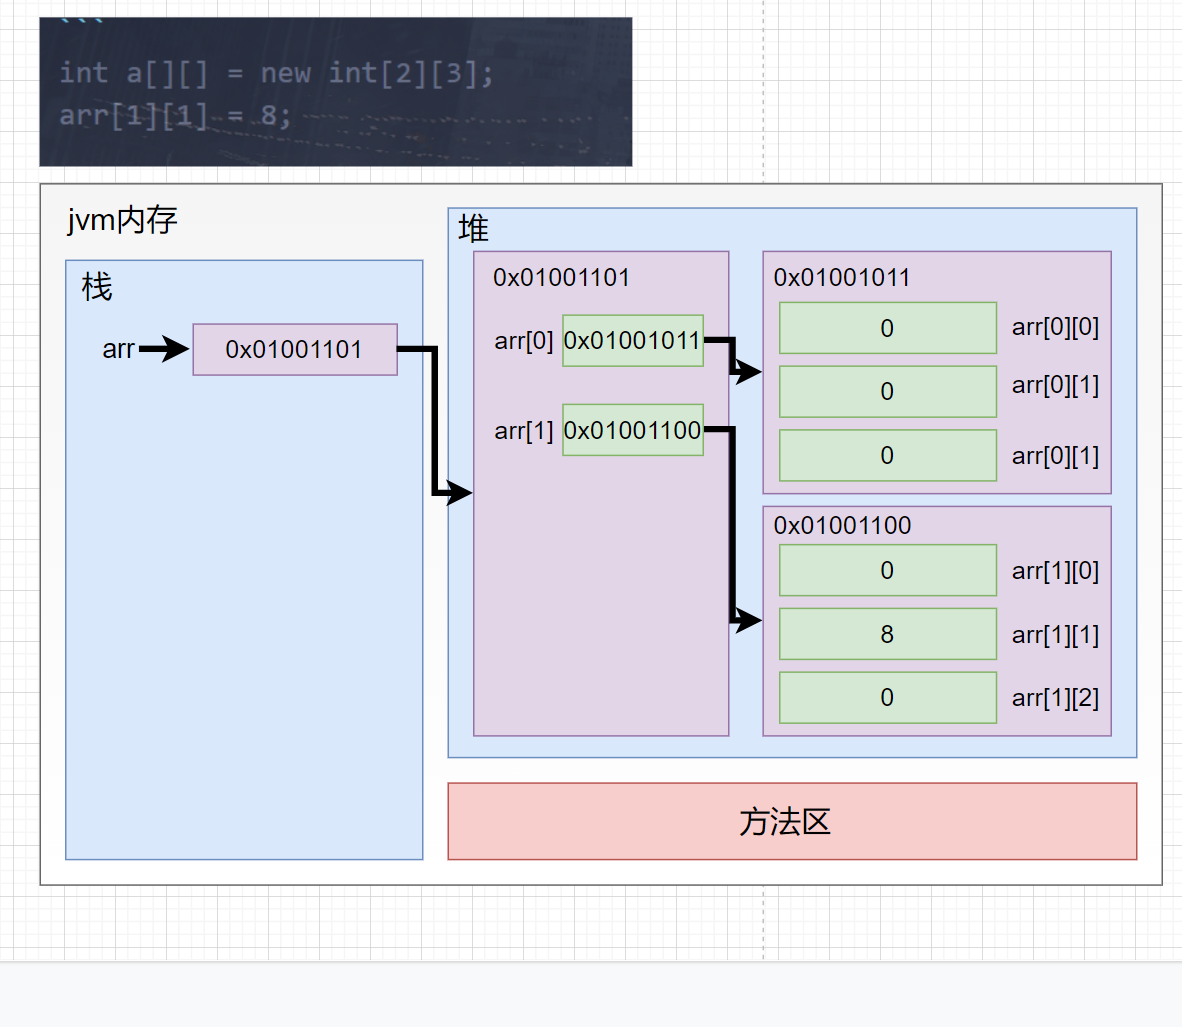 ```
int a[][] = new int[2][3];
arr[1][1] = 8;
jvm内存
栈
arr
0x01001101
堆
0x01001101
arr[0]
0x01001011
arr[1]
0x01001100
0x01001011
0
arr[0][0]
0
arr[0][1]
0
arr[0][1]
0x01001100
0
arr[1][0]
8
arr[1][1]
0
arr[1][2]
方法区